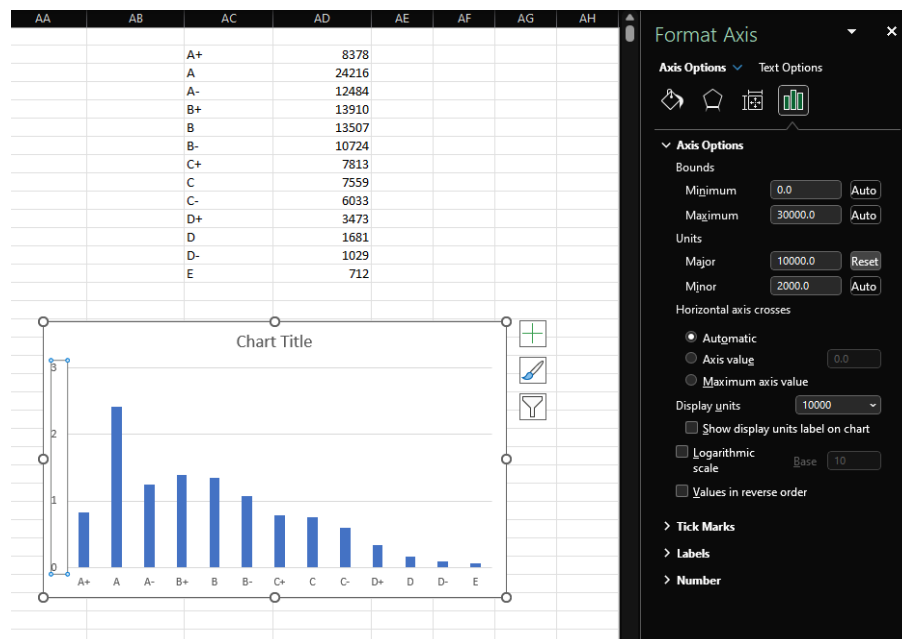 AA AB AC AD AE AF AG AH
A+ 8378
A 24216
A- 12484
B+ 13910
B 13507
B- 10724
C+ 7813
C 7559
C- 6033
D+ 3473
D 1681
D- 1029
E 712
Chart Title
3
2
1
0
A+ A A- B+ B B- C+ C C- D+ D D- E
Format Axis
Axis Options Text Options
Axis Options
Bounds
Minimum 0.0 Auto
Maximum 30000.0 Auto
Units
Major 10000.0 Reset
Minor 2000.0 Auto
Horizontal axis crosses
Automatic
Axis value 0.0
Maximum axis value
Display units 10000
Show display units label on chart
Logarithmic
scale Base 10
Values in reverse order
Tick Marks
Labels
Number